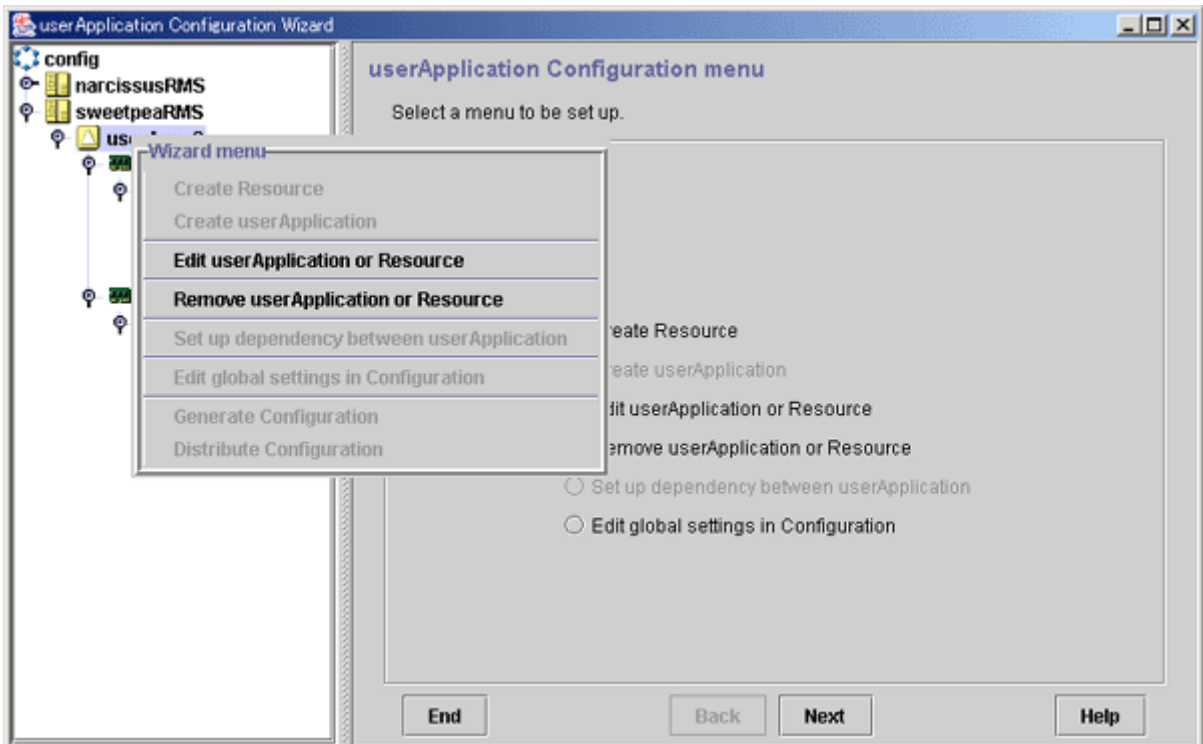 userApplication Configuration Wizard
config
narcissusRMS
sweetpeaRMS
userApplication Configuration menu
Select a menu to be set up.
Wizard menu
Create Resource
Create userApplication
Edit userApplication or Resource
Remove userApplication or Resource
Set up dependency between userApplication
Edit global settings in Configuration
Generate Configuration
Distribute Configuration
reate Resource
reate userApplication
dit userApplication or Resource
emove userApplication or Resource
Set up dependency between userApplication
Edit global settings in Configuration
End
Back
Next
Help